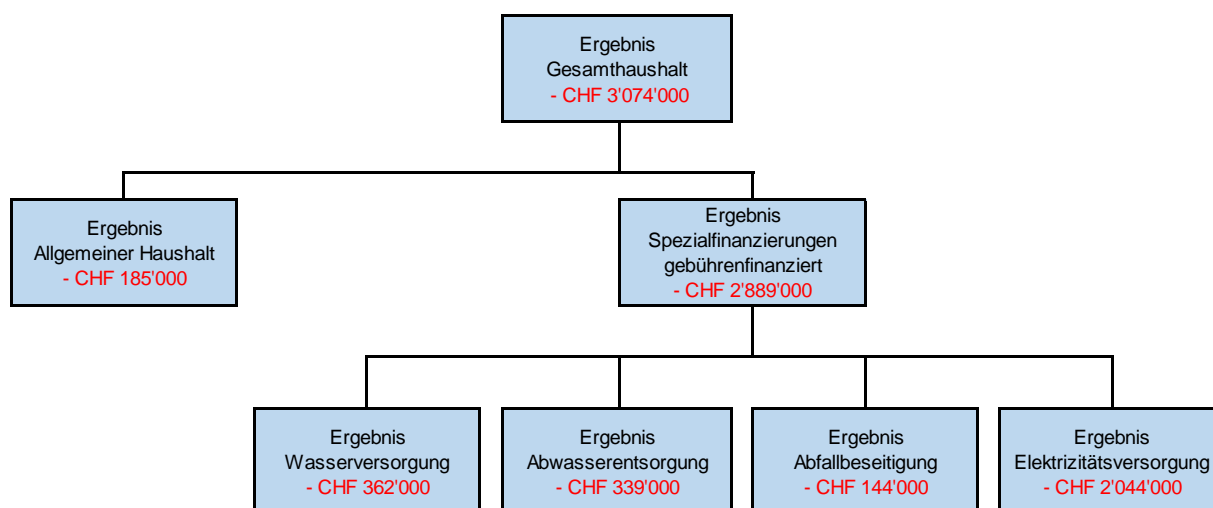 Ergebnis
Gesamthaushalt
- CHF 3'074'000
Ergebnis
Allgemeiner Haushalt
- CHF 185'000
Ergebnis
Spezialfinanzierungen
gebührenfinanziert
- CHF 2'889'000
Ergebnis
Wasserversorgung
- CHF 362'000
Ergebnis
Abwasserentsorgung
- CHF 339'000
Ergebnis
Abfallbeseitigung
- CHF 144'000
Ergebnis
Elektrizitätsversorgung
- CHF 2'044'000